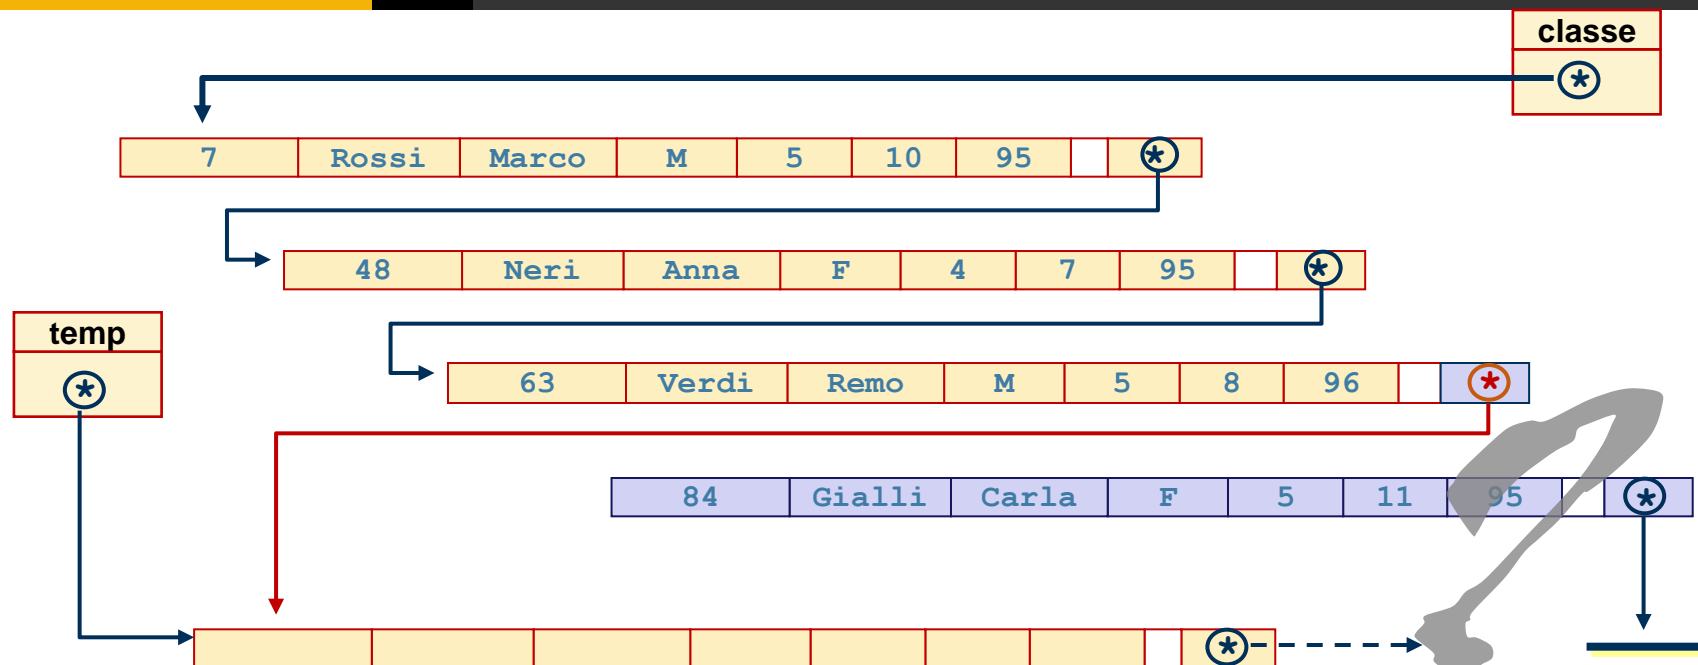 classe
*
7 Rossi Marco M 5 10 95 *
48 Neri Anna F 4 7 95 *
temp
*
63 Verdi Remo M 5 8 96 *
84 Gialli Carla F 5 11 95 *
*